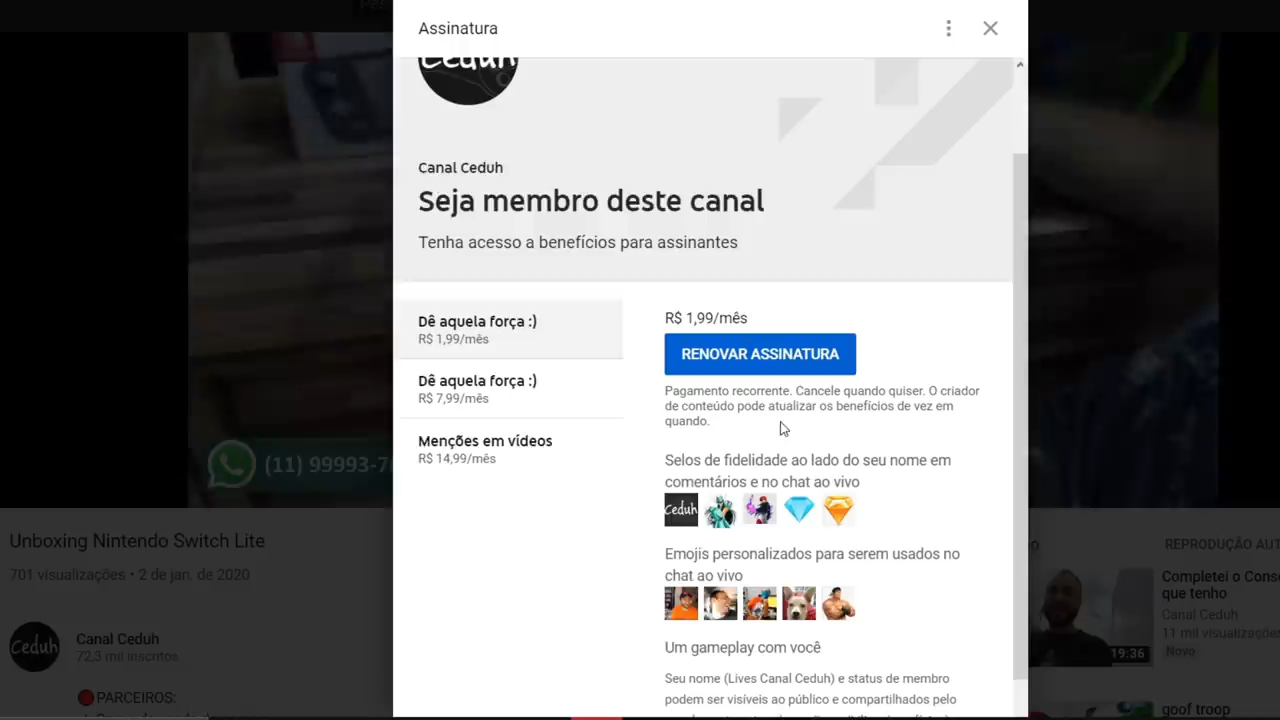 Assinatura
Ceduh
Canal Ceduh
Seja membro deste canal
Tenha acesso a benefícios para assinantes
Dê aquela força :)
R$ 1,99/mês
Dê aquela força :)
R$ 7,99/mês
Menções em vídeos
R$ 14,99/mês
R$ 1,99/mês
RENOVAR ASSINATURA
Pagamento recorrente. Cancele quando quiser. O criador
de conteúdo pode atualizar os benefícios de vez em
quando.
Selos de fidelidade ao lado do seu nome em
comentários e no chat ao vivo
Ceduh
Emojis personalizados para serem usados no
chat ao vivo
Um gameplay com você
Seu nome (Lives Canal Ceduh) e status de membro
podem ser visíveis ao público e compartilhados pelo
(11) 99993-7
Unboxing Nintendo Switch Lite
701 visualizações • 2 de jan. de 2020
Ceduh
Canal Ceduh
72,3 mil inscritos
PARCEIROS:
REPRODUÇÃO AUT
Completei o Cons
que tenho
Canal Ceduh
11 mil visualizações
Novo
19:36
goof troop